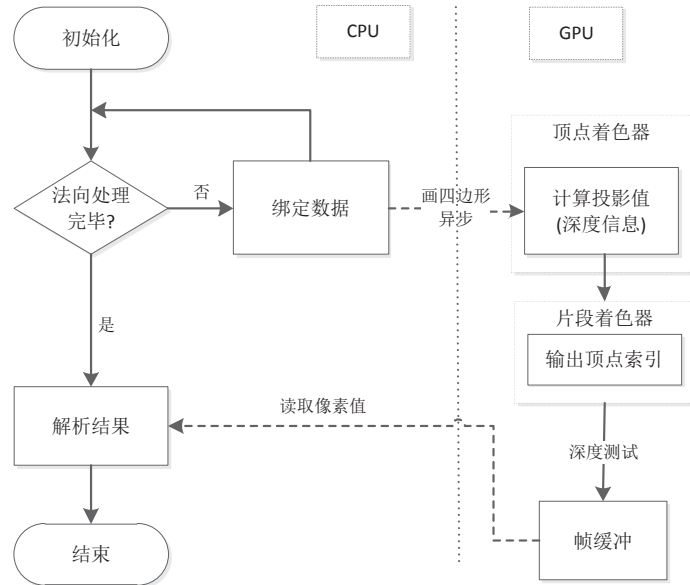 初始化
CPU
GPU
顶点着色器
法向处理
完毕?
否
绑定数据
画四边形
异步
计算投影值
(深度信息)
是
片段着色器
输出顶点索引
解析结果
读取像素值
深度测试
结束
帧缓冲